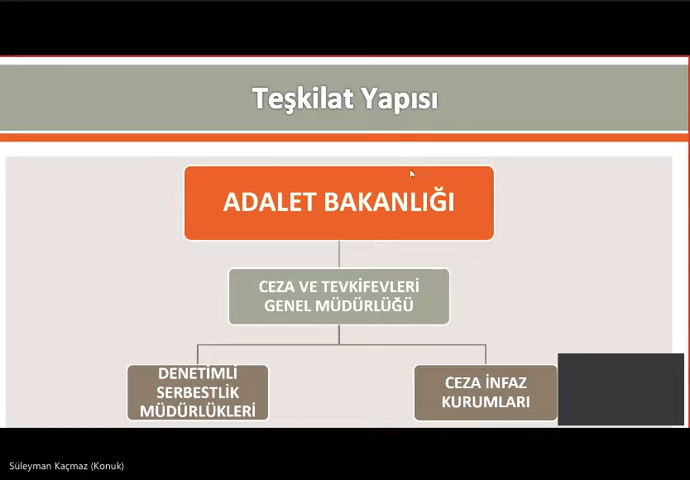 Teşkilat Yapısı
ADALET BAKANLIĞI
CEZA VE TEVKİFEVLERİ
GENEL MÜDÜRLÜĞÜ
DENETİMLİ
SERBESTLİK
MÜDÜRLÜKLERİ
CEZA İNFAZ
KURUMLARI
Süleyman Kaçmaz (Konuk)